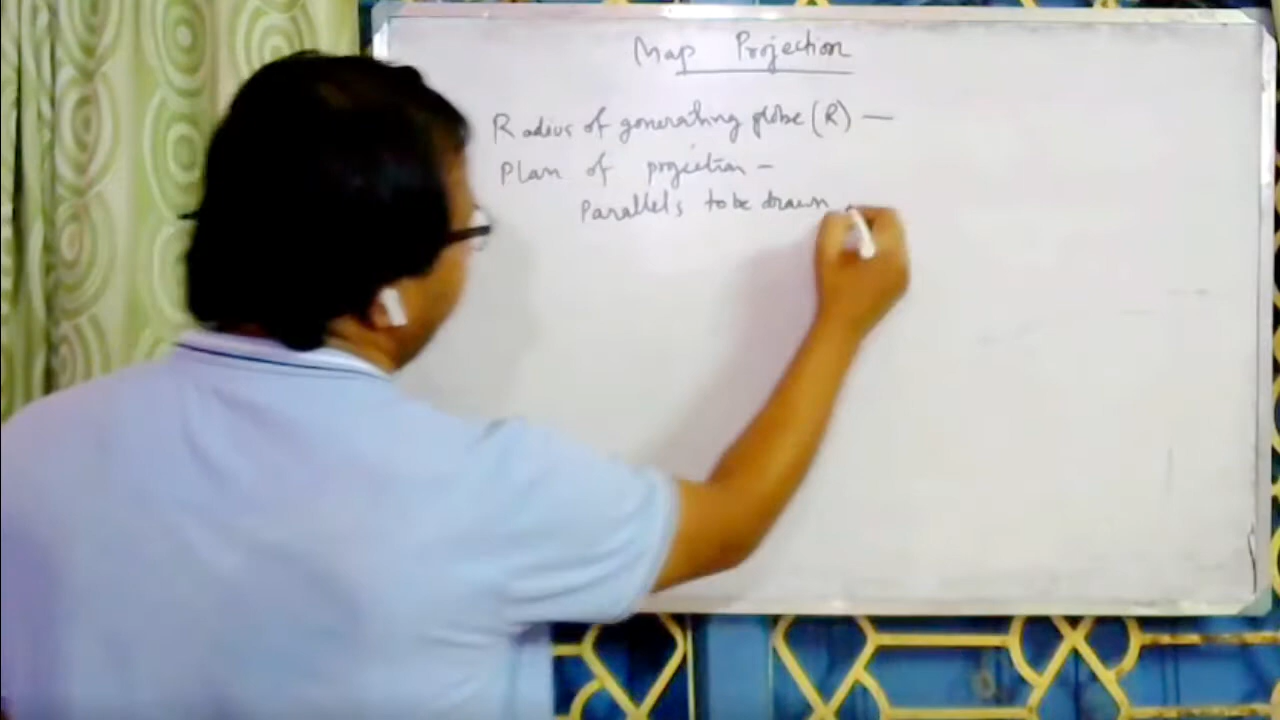 Map Projection
Radius of generating globe (R) —
Plan of projection -
Parallels to be drawn